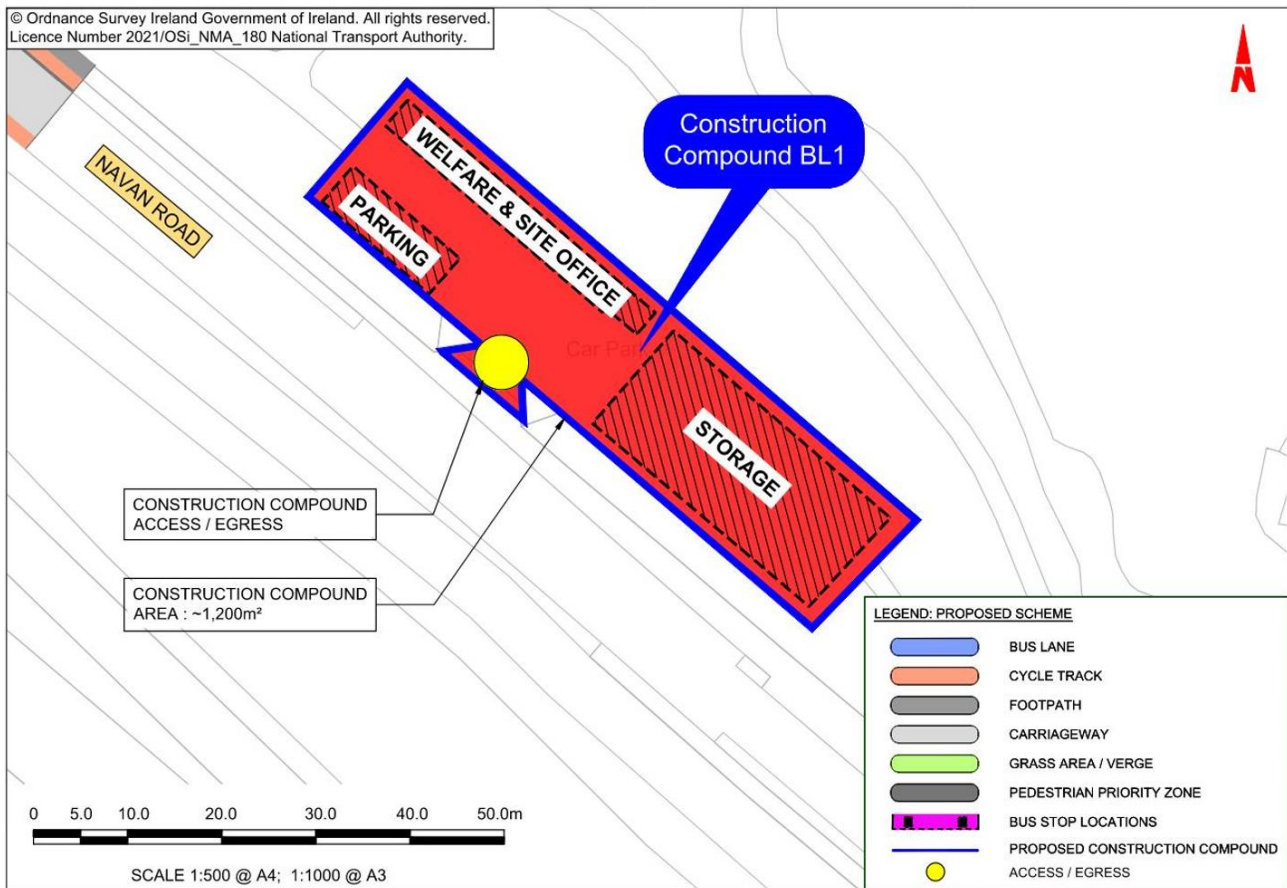 © Ordnance Survey Ireland Government of Ireland. All rights reserved.
Licence Number 2021/OSi_NMA_180 National Transport Authority.
N
Construction
Compound BL1
NAVAN ROAD
WELFARE & SITE OFFICE
PARKING
Car Park
STORAGE
CONSTRUCTION COMPOUND
ACCESS / EGRESS
CONSTRUCTION COMPOUND
AREA : ~1,200m²
LEGEND: PROPOSED SCHEME
BUS LANE
CYCLE TRACK
FOOTPATH
CARRIAGEWAY
GRASS AREA / VERGE
PEDESTRIAN PRIORITY ZONE
BUS STOP LOCATIONS
PROPOSED CONSTRUCTION COMPOUND
ACCESS / EGRESS
0 5.0 10.0 20.0 30.0 40.0 50.0m
SCALE 1:500 @ A4; 1:1000 @ A3